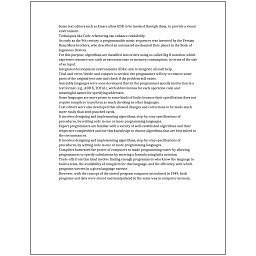 Some text editors such as Emacs allow GDB to be invoked through them, to provide a visual
environment.
Techniques like Code refactoring can enhance readability.
As early as the 9th century, a programmable music sequencer was invented by the Persian
Banu Musa brothers, who described an automated mechanical flute player in the Book of
Ingenious Devices.
For this purpose, algorithms are classified into orders using so-called Big O notation, which
expresses resource use, such as execution time or memory consumption, in terms of the size
of an input.
Integrated development environments (IDEs) aim to integrate all such help.
Trial-and-error/divide-and-conquer is needed: the programmer will try to remove some
parts of the original test case and check if the problem still exists.
Assembly languages were soon developed that let the programmer specify instruction in a
text format (e.g., ADD X, TOTAL), with abbreviations for each operation code and
meaningful names for specifying addresses.
Some languages are more prone to some kinds of faults because their specification does not
require compilers to perform as much checking as other languages.
Text editors were also developed that allowed changes and corrections to be made much
more easily than with punched cards.
It involves designing and implementing algorithms, step-by-step specifications of
procedures, by writing code in one or more programming languages.
Expert programmers are familiar with a variety of well-established algorithms and their
respective complexities and use this knowledge to choose algorithms that are best suited to
the circumstances.
It involves designing and implementing algorithms, step-by-step specifications of
procedures, by writing code in one or more programming languages.
Compilers harnessed the power of computers to make programming easier by allowing
programmers to specify calculations by entering a formula using infix notation.
Trade-offs from this ideal involve finding enough programmers who know the language to
build a team, the availability of compilers for that language, and the efficiency with which
programs written in a given language execute.
However, with the concept of the stored-program computer introduced in 1949, both
programs and data were stored and manipulated in the same way in computer memory.